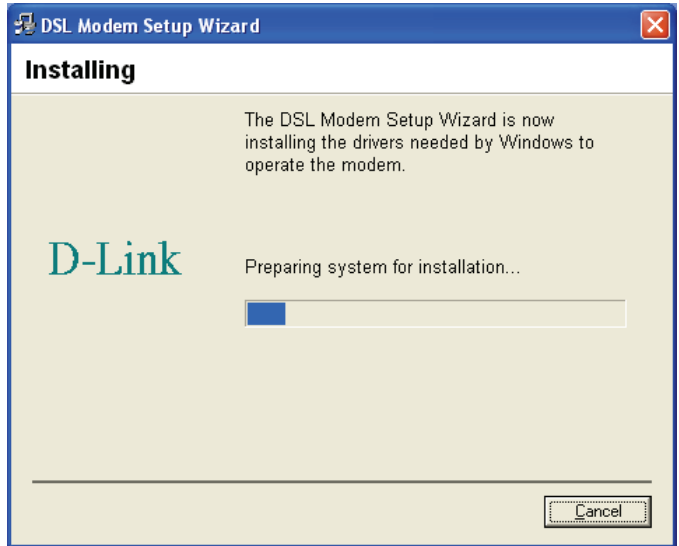 DSL Modem Setup Wizard
Installing
The DSL Modem Setup Wizard is now
installing the drivers needed by Windows to
operate the modem.
D-Link
Preparing system for installation...
Cancel